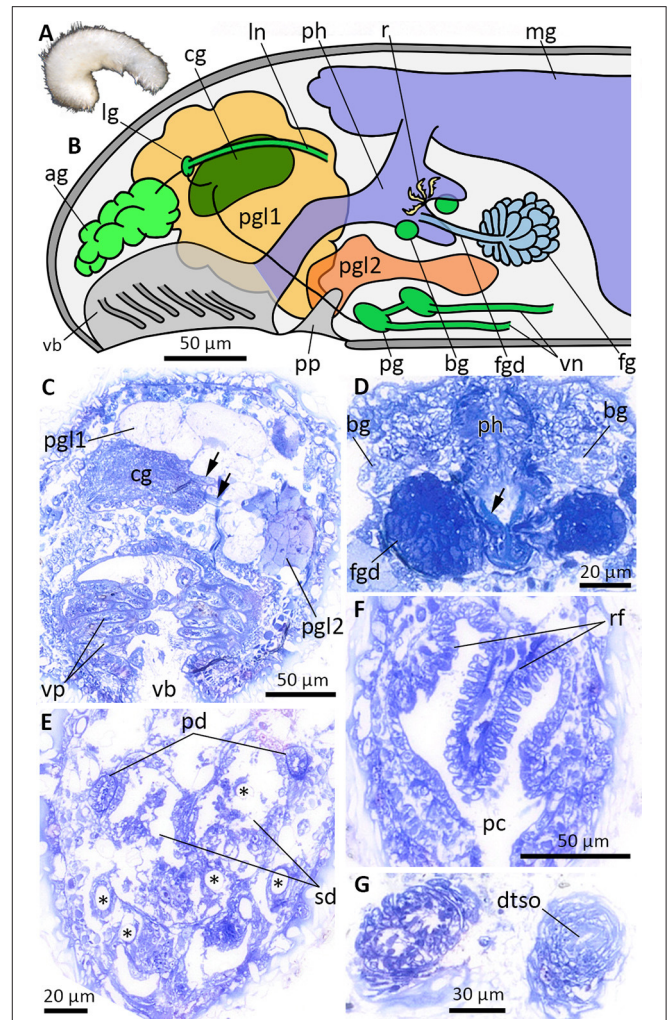 A
ln ph r mg
cg
lg
B
ag
pgl1
pgl2
vb
50 µm
pp pg bg fgd vn fg
C
pgl1
cg
pgl2
vp
vb
50 µm
D
bg
ph
bg
fgd
20 µm
E
pd
*
* * *
*
sd
20 µm
F
rf
pc
50 µm
G
dtso
30 µm